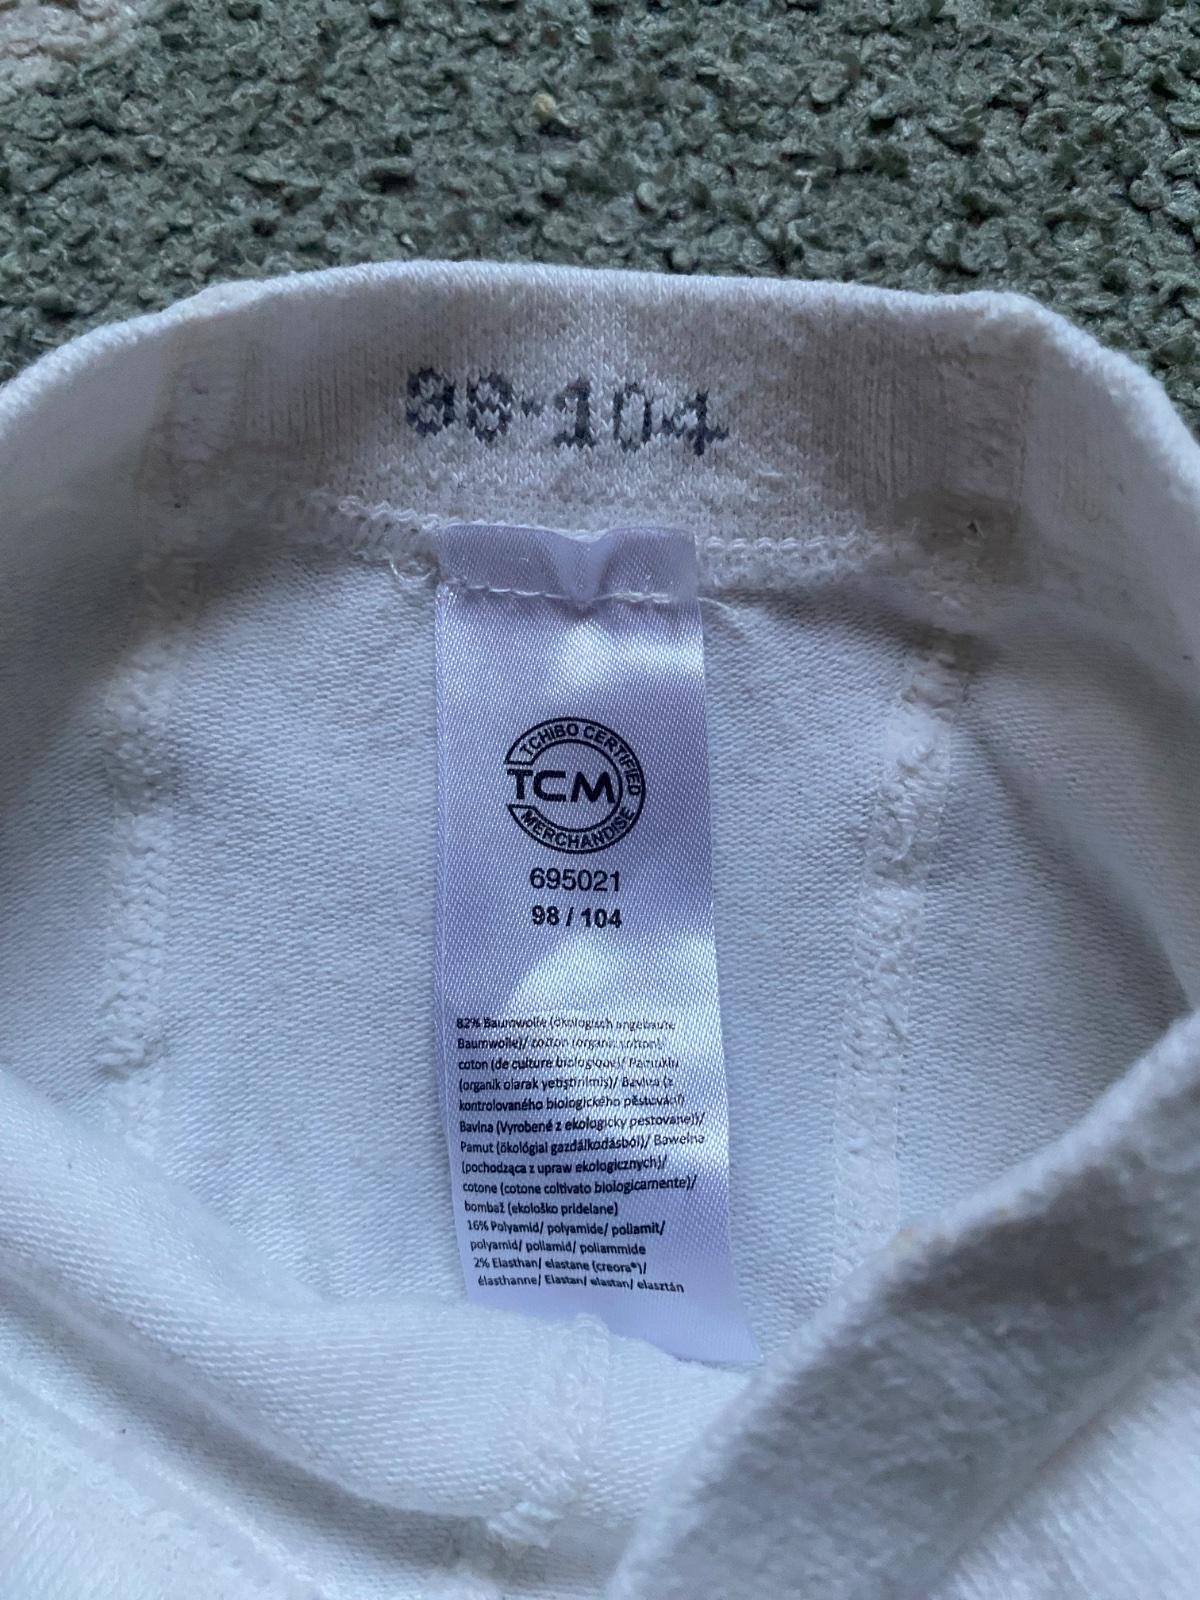 98-104
TCHIBO CERTIFIED
TCM
MERCHANDISE
695021
98 / 104
82% Baumwolle (ökologisch angebaute
Baumwolle)/ cotton (organic cotton)/
coton (de culture biologique)/ Pamuklu
(organik olarak yetiştirilmiş)/ Bavlna (z
kontrolovaného biologického pěstování)
Bavlna (Vyrobené z ekologicky pestovanej)/
Pamut (ökológiai gazdálkodásból)/ Bawełna
(pochodząca z upraw ekologicznych)/
cotone (cotone coltivato biologicamente)/
bombaž (ekološko pridelane)
16% Polyamid/ polyamide/ poliamit/
polyamid/ poliamid/ poliammide
2% Elasthan/ elastane (creora®)/
élasthanne/ Elastan/ elastan/ elasztán